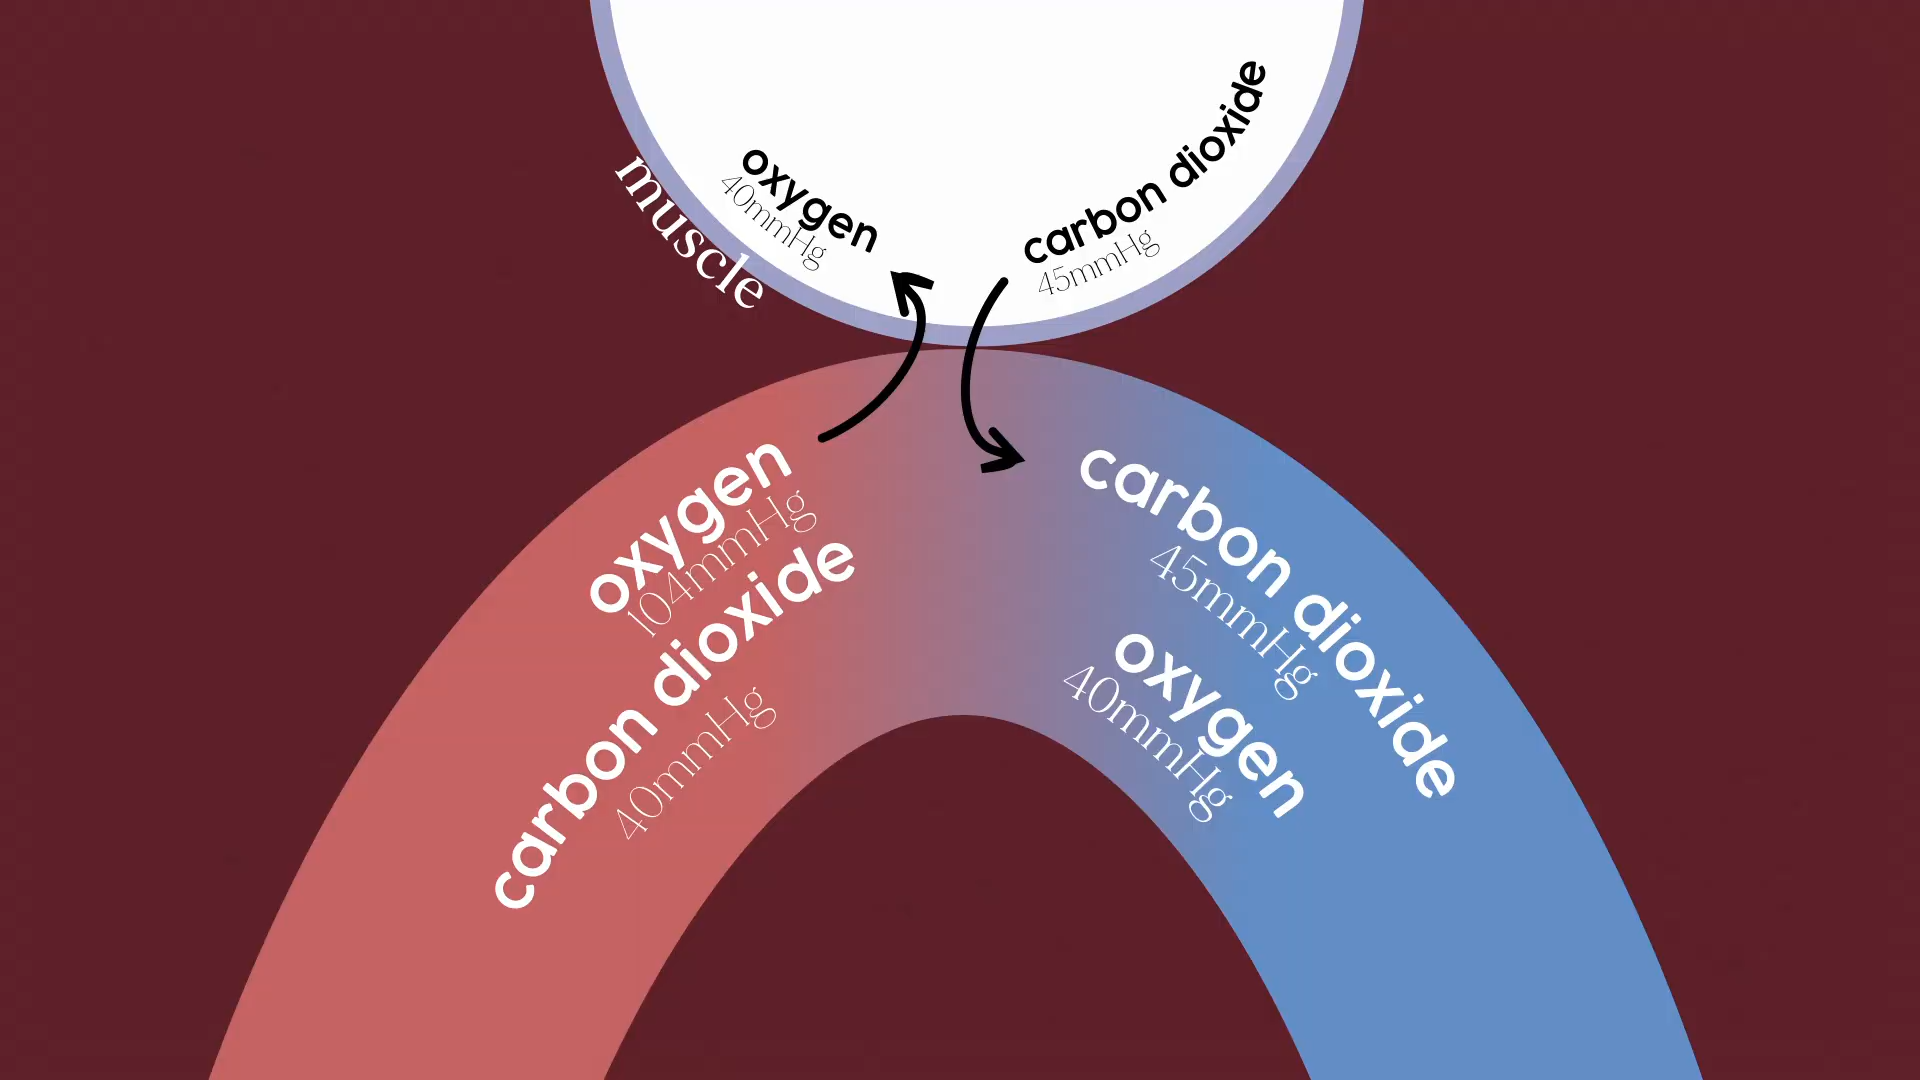 oxygen
40mmHg
carbon dioxide
45mmHg
muscle
oxygen
104mmHg
carbon dioxide
40mmHg
carbon dioxide
45mmHg
oxygen
40mmHg